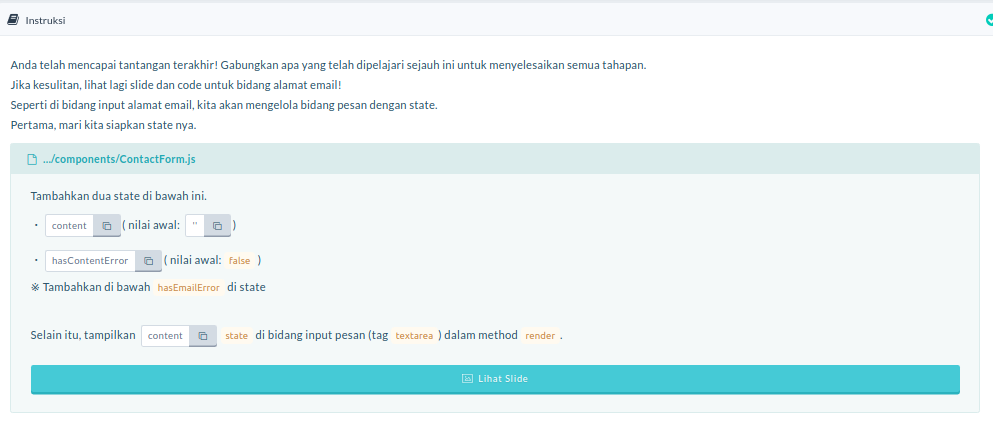 Instruksi
Anda telah mencapai tantangan terakhir! Gabungkan apa yang telah dipelajari sejauh ini untuk menyelesaikan semua tahapan.
Jika kesulitan, lihat lagi slide dan code untuk bidang alamat email!
Seperti di bidang input alamat email, kita akan mengelola bidang pesan dengan state.
Pertama, mari kita siapkan state nya.
.../components/ContactForm.js
Tambahkan dua state di bawah ini.
· content ( nilai awal: '' )
· hasContentError ( nilai awal: false )
※ Tambahkan di bawah hasEmailError di state
Selain itu, tampilkan content state di bidang input pesan (tag textarea ) dalam method render .
Lihat Slide